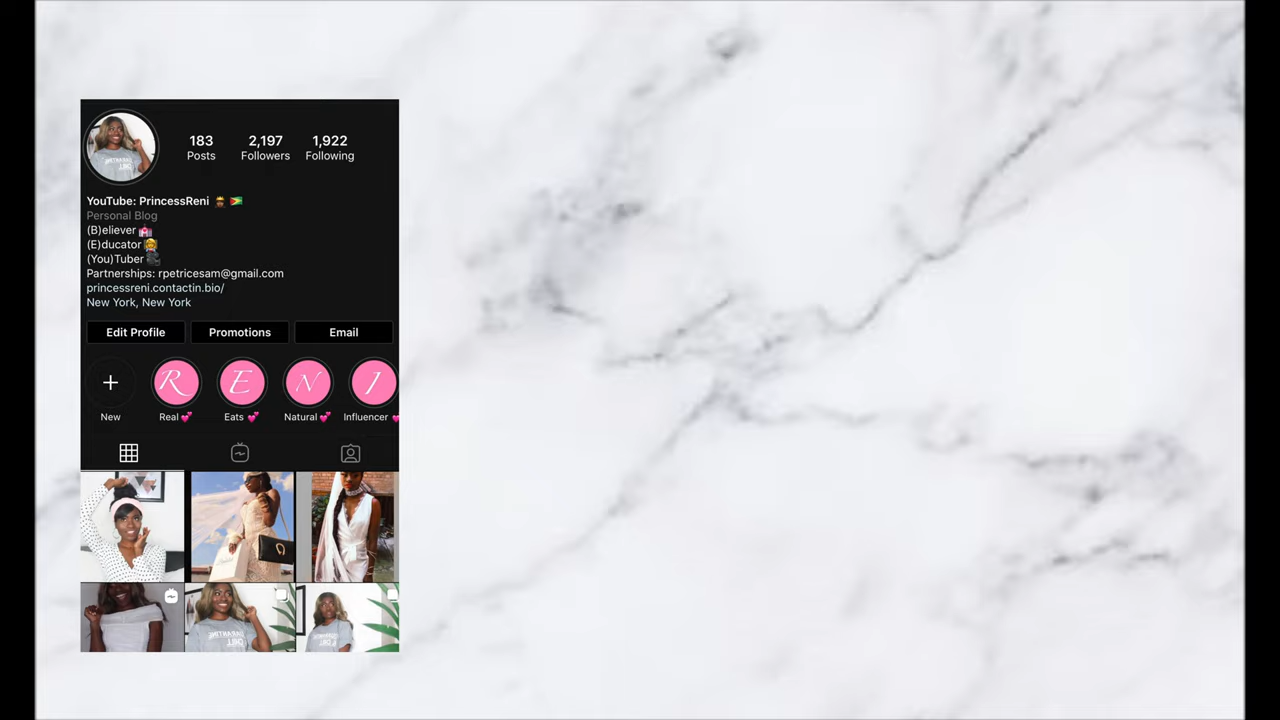 183 2,197 1,922
Posts Followers Following
YouTube: PrincessReni
Personal Blog
(B)eliever
(E)ducator
(You)Tuber
Partnerships: rpetricesam@gmail.com
princessreni.contactin.bio/
New York, New York
Edit Profile Promotions Email
R E N I
New Real Eats Natural Influencer